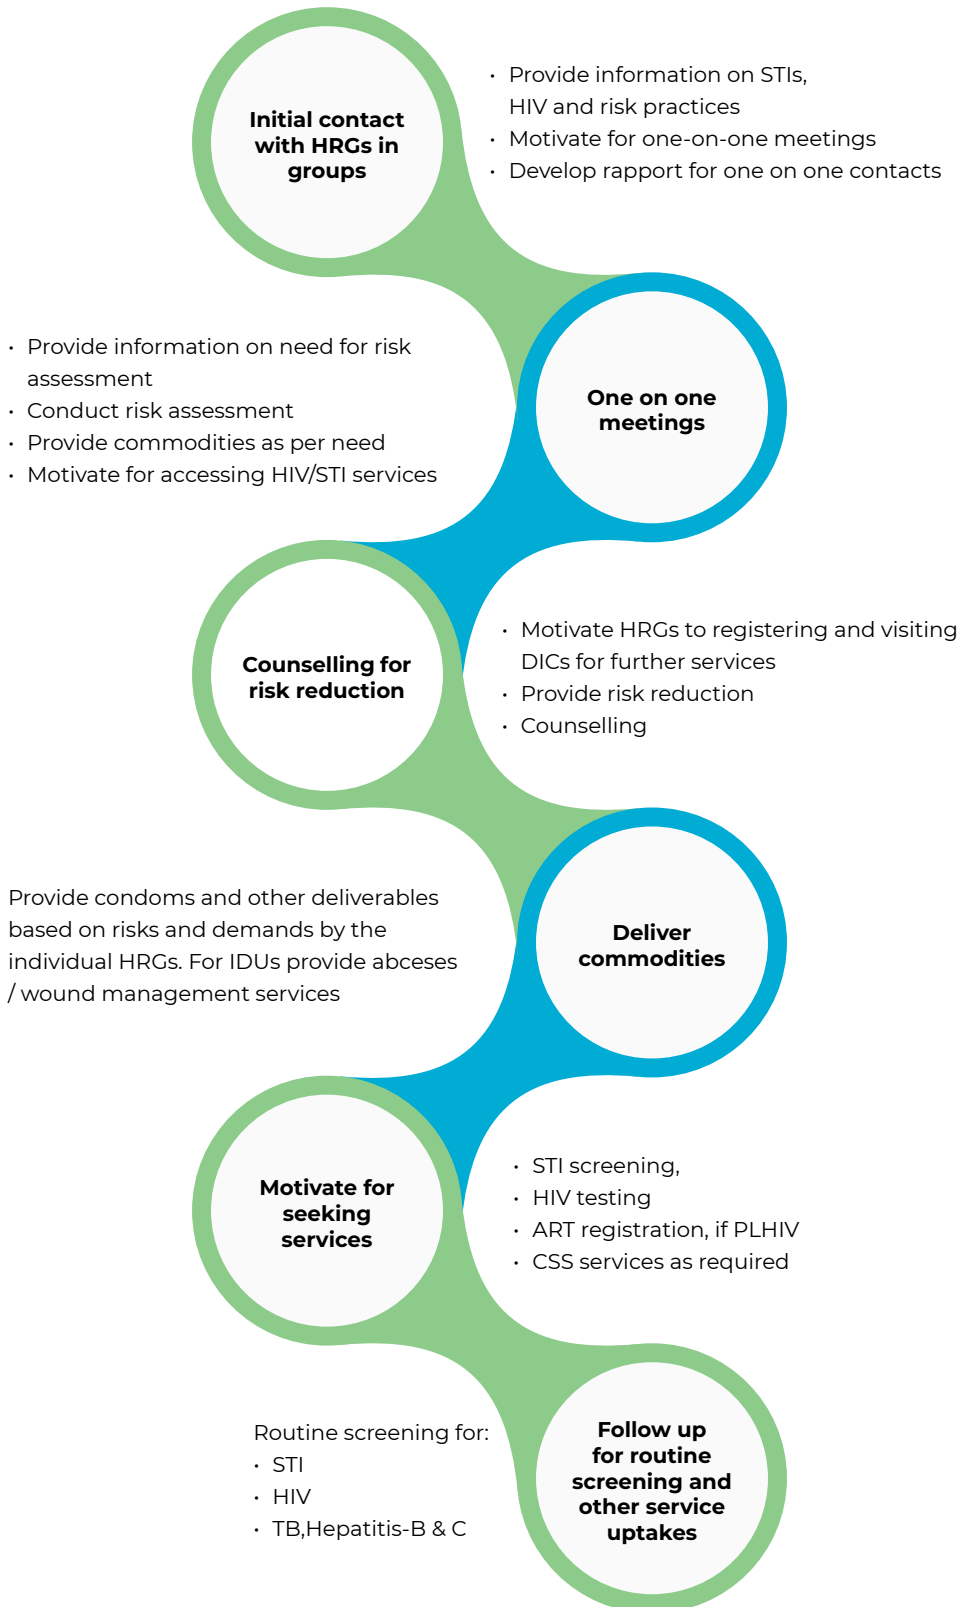 Initial contact
with HRGs in
groups
• Provide information on STIs,
HIV and risk practices
• Motivate for one-on-one meetings
• Develop rapport for one on one contacts
One on one
meetings
• Provide information on need for risk
assessment
• Conduct risk assessment
• Provide commodities as per need
• Motivate for accessing HIV/STI services
Counselling for
risk reduction
• Motivate HRGs to registering and visiting
DICs for further services
• Provide risk reduction
• Counselling
Deliver
commodities
Provide condoms and other deliverables
based on risks and demands by the
individual HRGs. For IDUs provide abceses
/ wound management services
Motivate for
seeking
services
• STI screening,
• HIV testing
• ART registration, if PLHIV
• CSS services as required
Follow up
for routine
screening and
other service
uptakes
Routine screening for:
• STI
• HIV
• TB,Hepatitis-B & C